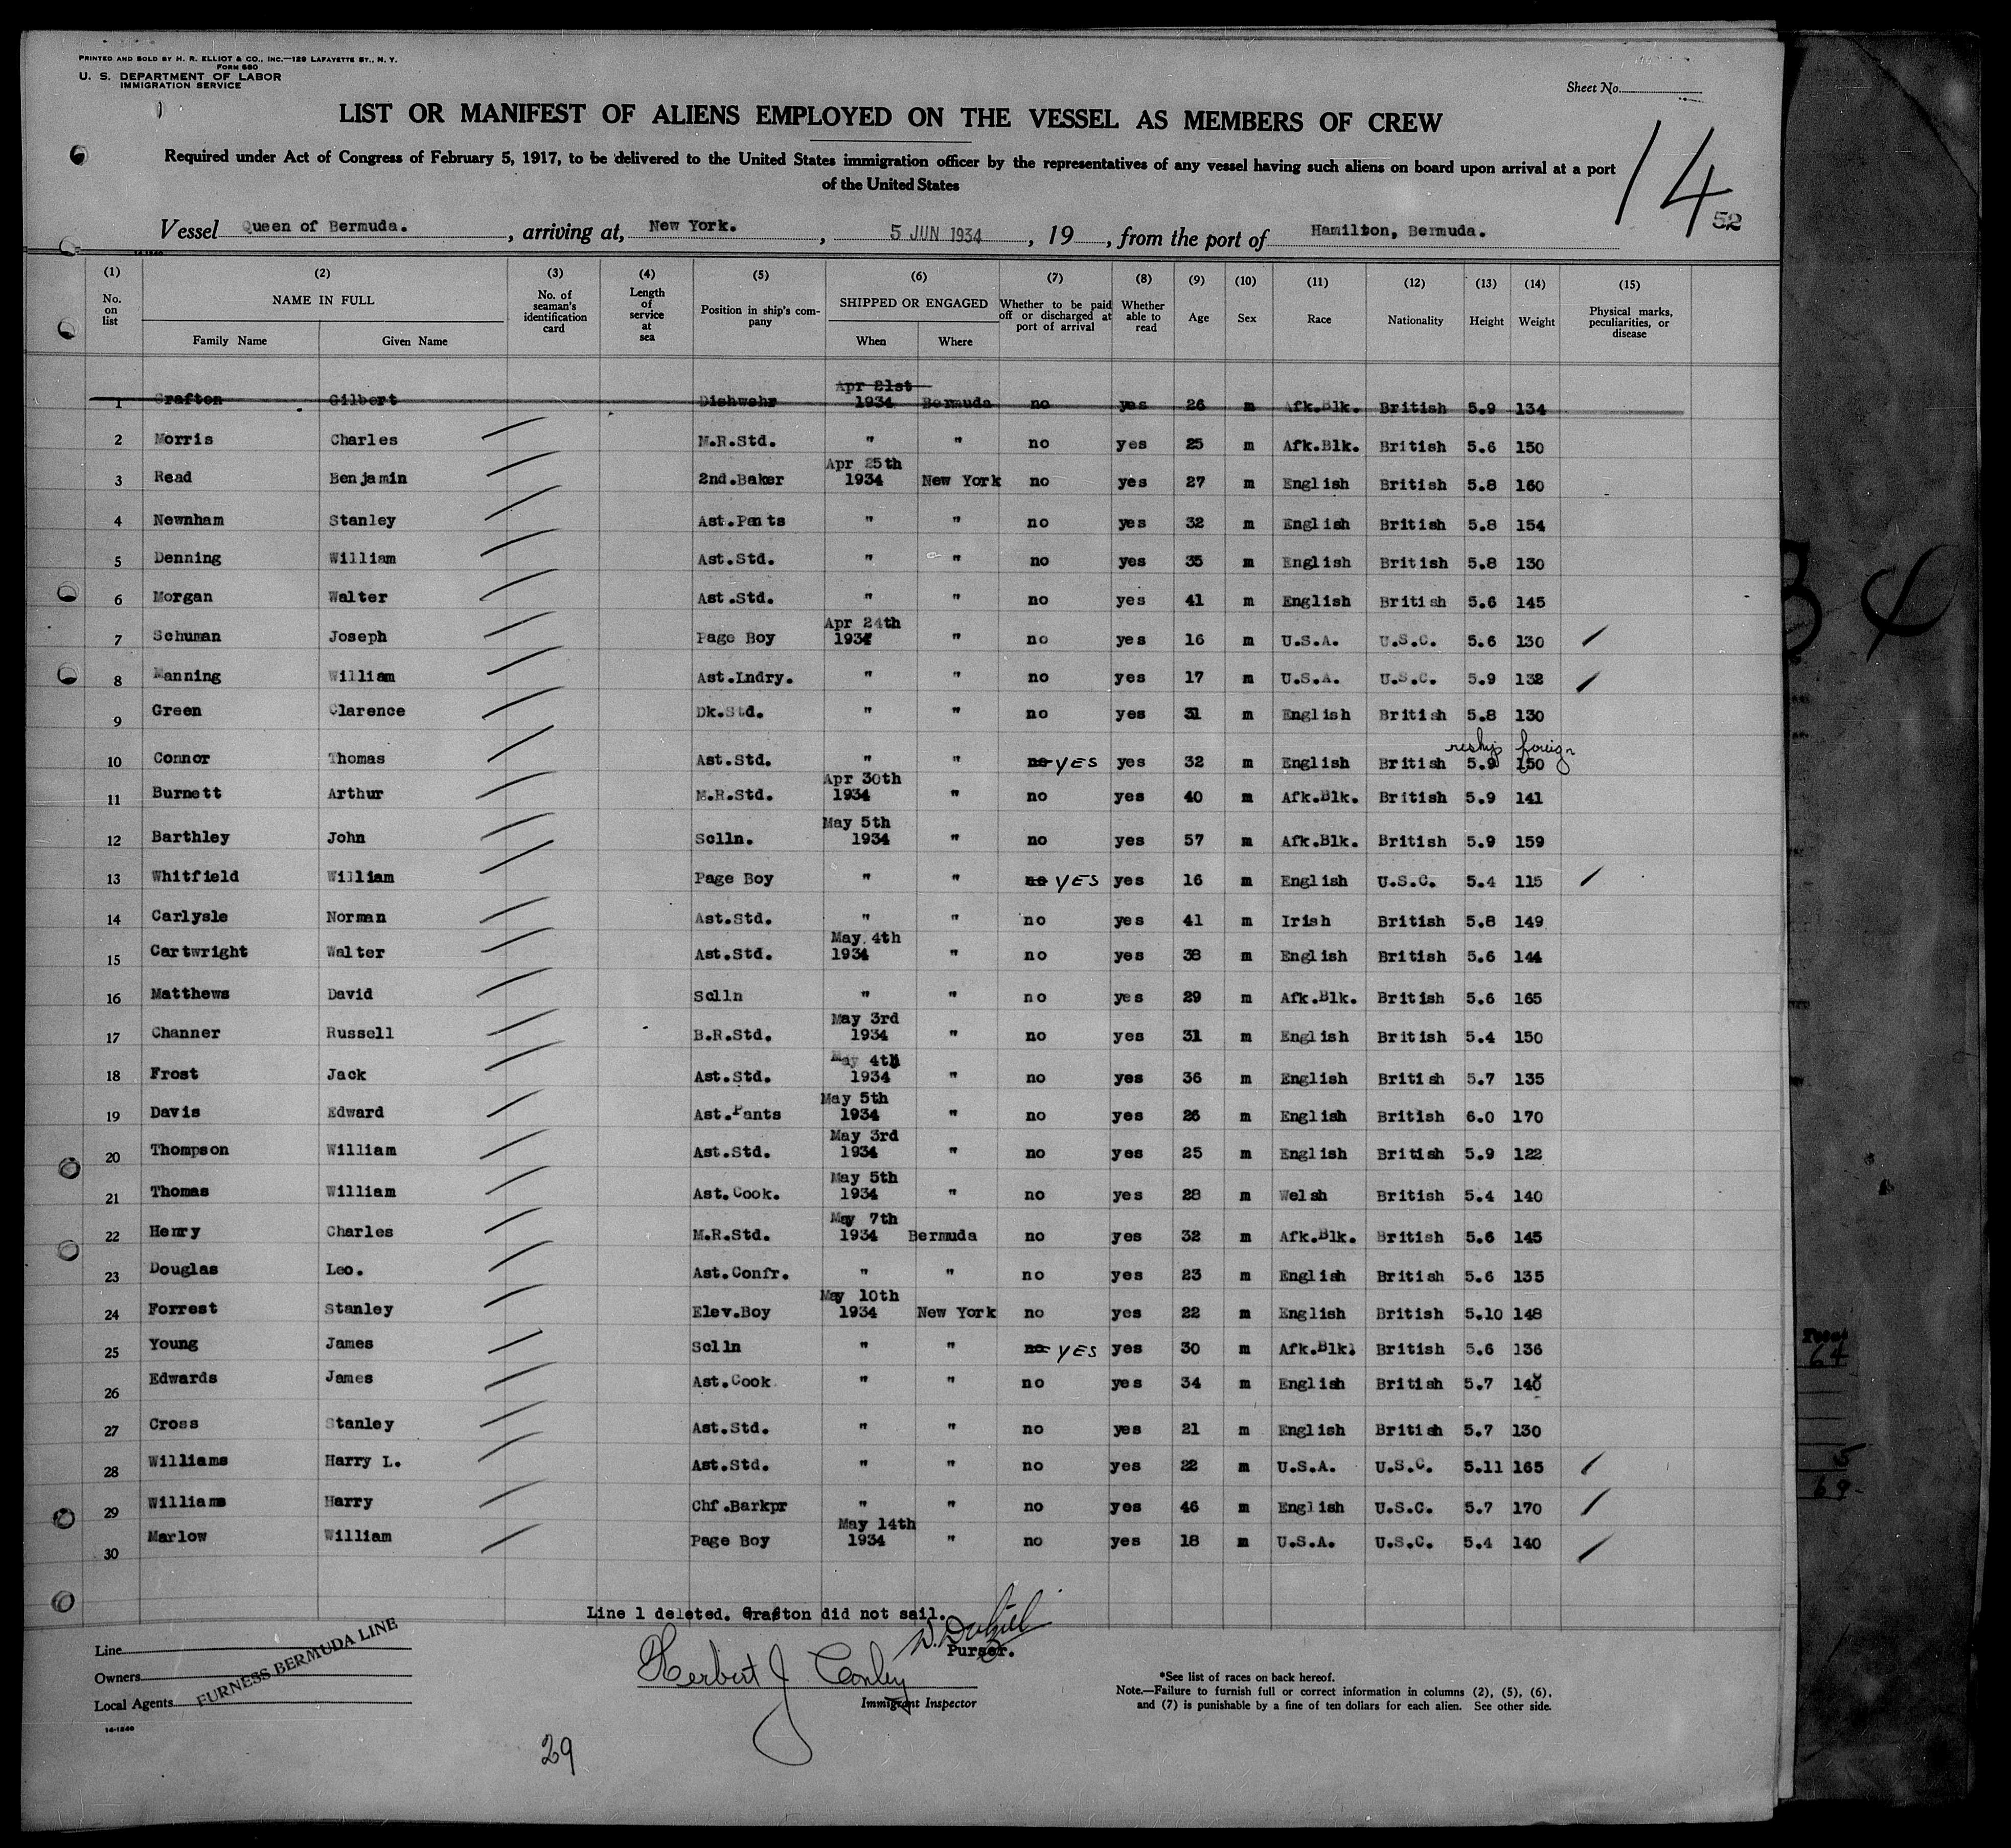 PRINTED AND SOLD BY H. R. ELLIOT & CO., INC.—129 LAFAYETTE ST., N. Y.
FORM 680
U. S. DEPARTMENT OF LABOR
IMMIGRATION SERVICE
Sheet No.
LIST OR MANIFEST OF ALIENS EMPLOYED ON THE VESSEL AS MEMBERS OF CREW
Required under Act of Congress of February 5, 1917, to be delivered to the United States immigration officer by the representatives of any vessel having such aliens on board upon arrival at a port
of the United States
14
52
Vessel Queen of Bermuda. , arriving at, New York. , 5 JUN 1934 , 19 , from the port of Hamilton, Bermuda.
(1) (2) (3) (4) (5) (6) (7) (8) (9) (10) (11) (12) (13) (14) (15)
No. on list NAME IN FULL Family Name Given Name No. of seaman's identification card Length of service at sea Position in ship's company SHIPPED OR ENGAGED When Where Whether to be paid off or discharged at port of arrival Whether able to read Age Sex Race Nationality Height Weight Physical marks, peculiarities, or disease
1 Grafton Gilbert Dishwshr Apr 21st 1934 Bermuda no yes 26 m Afk.Blk. British 5.9 134
2 Morris Charles M.R.Std. " " no yes 25 m Afk.Blk. British 5.6 150
3 Read Benjamin 2nd.Baker Apr 25th 1934 New York no yes 27 m English British 5.8 160
4 Newnham Stanley Ast.Pants " " no yes 32 m English British 5.8 154
5 Denning William Ast.Std. " " no yes 35 m English British 5.8 130
6 Morgan Walter Ast.Std. " " no yes 41 m English British 5.6 145
7 Schuman Joseph Page Boy Apr 24th 1934 " no yes 16 m U.S.A. U.S.C. 5.6 130
8 Manning William Ast.Lndry. " " no yes 17 m U.S.A. U.S.C. 5.9 132
9 Green Clarence Dk.Std. " " no yes 31 m English British 5.8 130
reship foreign
10 Connor Thomas Ast.Std. " " no YES yes 32 m English British 5.9 150
11 Burnett Arthur M.R.Std. Apr 30th 1934 " no yes 40 m Afk.Blk. British 5.9 141
12 Barthley John Sclln. May 5th 1934 " no yes 57 m Afk.Blk. British 5.9 159
13 Whitfield William Page Boy " " no YES yes 16 m English U.S.C. 5.4 115
14 Carlysle Norman Ast.Std. " " no yes 41 m Irish British 5.8 149
15 Cartwright Walter Ast.Std. May 4th 1934 " no yes 38 m English British 5.6 144
16 Matthews David Sclln " " no yes 29 m Afk.Blk. British 5.6 165
17 Channer Russell B.R.Std. May 3rd 1934 " no yes 31 m English British 5.4 150
18 Frost Jack Ast.Std. May 4th 1934 " no yes 36 m English British 5.7 135
19 Davis Edward Ast.Pants May 5th 1934 " no yes 26 m English British 6.0 170
20 Thompson William Ast.Std. May 3rd 1934 " no yes 25 m English British 5.9 122
21 Thomas William Ast.Cook. May 5th 1934 " no yes 28 m Welsh British 5.4 140
22 Henry Charles M.R.Std. May 7th 1934 Bermuda no yes 32 m Afk.Blk. British 5.6 145
23 Douglas Leo. Ast.Confr. " " no yes 23 m English British 5.6 135
24 Forrest Stanley Elev.Boy May 10th 1934 New York no yes 22 m English British 5.10 148
25 Young James Sclln " " no YES yes 30 m Afk.Blk. British 5.6 136
26 Edwards James Ast.Cook " " no yes 34 m English British 5.7 140
27 Cross Stanley Ast.Std. " " no yes 21 m English British 5.7 130
28 Williams Harry L. Ast.Std. " " no yes 22 m U.S.A. U.S.C. 5.11 165
29 Williams Harry Chf.Barkpr " " no yes 46 m English U.S.C. 5.7 170
30 Marlow William Page Boy May 14th 1934 " no yes 18 m U.S.A. U.S.C. 5.4 140
Line 1 deleted. Grafton did not sail.
Purser.
Herbert J Conley
Immigrant Inspector
Line
Owners
Local Agents
FURNESS BERMUDA LINE
14-1240
*See list of races on back hereof.
Note.—Failure to furnish full or correct information in columns (2), (5), (6),
and (7) is punishable by a fine of ten dollars for each alien. See other side.
29
64
5
69